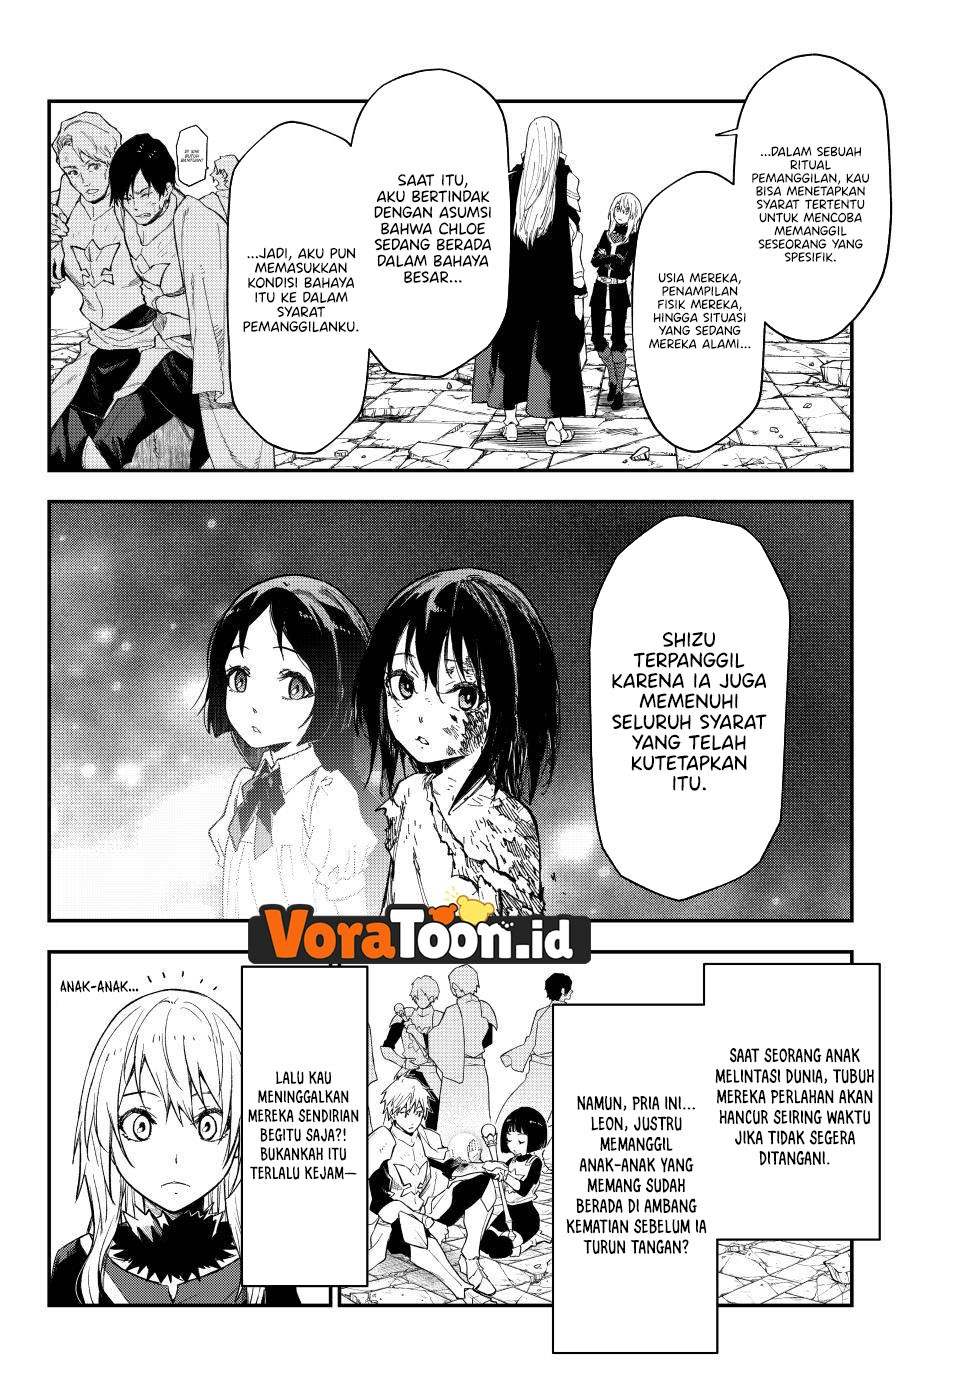 ...DALAM SEBUAH
RITUAL
PEMANGGILAN, KAU
BISA MENETAPKAN
SYARAT TERTENTU
UNTUK MENCOBA
MEMANGGIL
SESEORANG YANG
SPESIFIK.
USIA MEREKA,
PENAMPILAN
FISIK MEREKA,
HINGGA SITUASI
YANG SEDANG
MEREKA ALAMI...
SAAT ITU,
AKU BERTINDAK
DENGAN ASUMSI
BAHWA CHLOE
SEDANG BERADA
DALAM BAHAYA
BESAR...
...JADI, AKU PUN
MEMASUKKAN
KONDISI BAHAYA
ITU KE DALAM
SYARAT
PEMANGGILANKU.
DI SINI
BUTUH
BANTUAN!
SHIZU
TERPANGGIL
KARENA IA JUGA
MEMENUHI
SELURUH SYARAT
YANG TELAH
KUTETAPKAN
ITU.
VoraToon.id
SAAT SEORANG ANAK
MELINTASI DUNIA, TUBUH
MEREKA PERLAHAN AKAN
HANCUR SEIRING WAKTU
JIKA TIDAK SEGERA
DITANGANI.
NAMUN, PRIA INI...
LEON, JUSTRU
MEMANGGIL
ANAK-ANAK YANG
MEMANG SUDAH
BERADA DI AMBANG
KEMATIAN SEBELUM IA
TURUN TANGAN?
LALU KAU
MENINGGALKAN
MEREKA SENDIRIAN
BEGITU SAJA?!
BUKANKAH ITU
TERLALU KEJAM—
ANAK-ANAK...